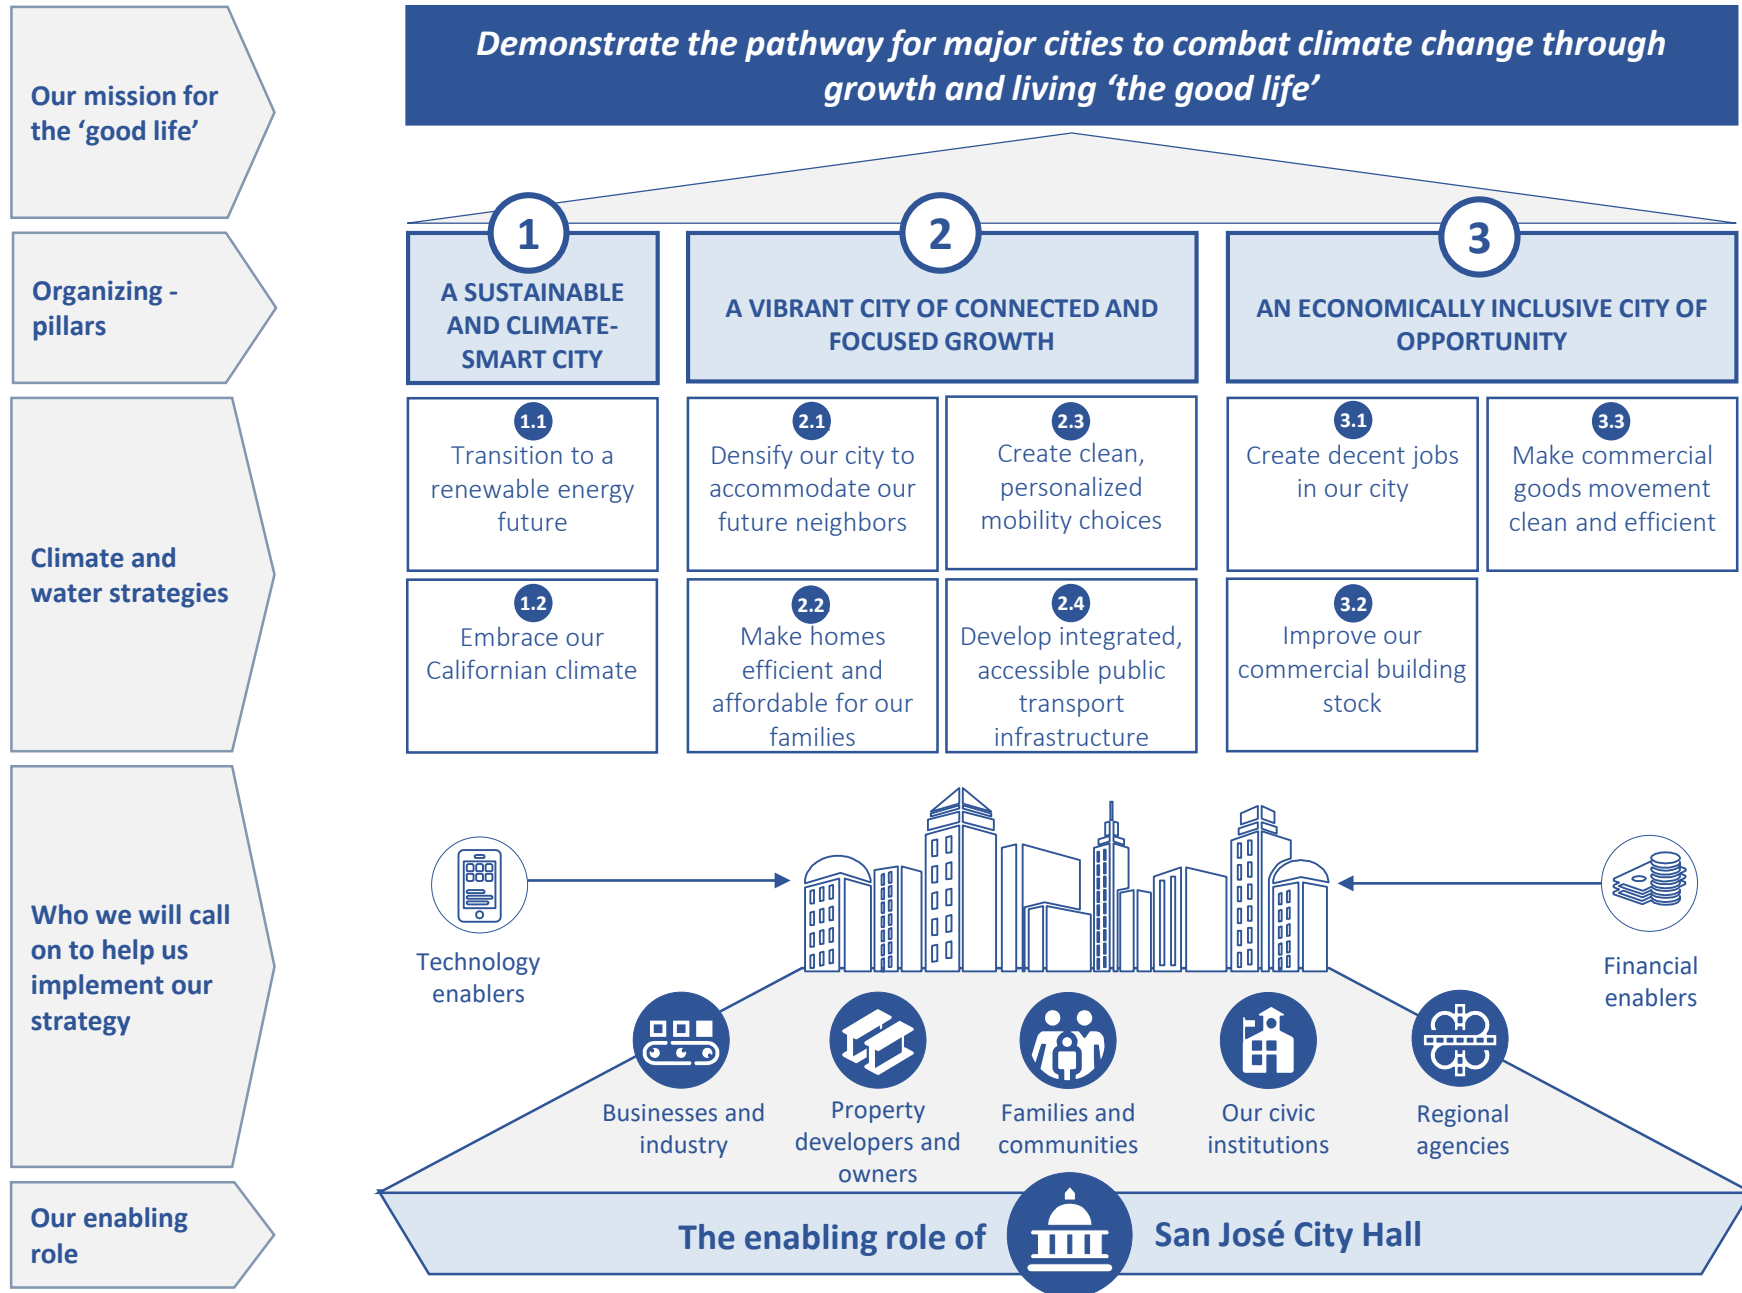 Our mission for
the ‘good life’
Demonstrate the pathway for major cities to combat climate change through
growth and living ‘the good life’
Organizing -
pillars
1
A SUSTAINABLE
AND CLIMATE-
SMART CITY
2
A VIBRANT CITY OF CONNECTED AND
FOCUSED GROWTH
3
AN ECONOMICALLY INCLUSIVE CITY OF
OPPORTUNITY
Climate and
water strategies
1.1
Transition to a
renewable energy
future
1.2
Embrace our
Californian climate
2.1
Densify our city to
accommodate our
future neighbors
2.2
Make homes
efficient and
affordable for our
families
2.3
Create clean,
personalized
mobility choices
2.4
Develop integrated,
accessible public
transport
infrastructure
3.1
Create decent jobs
in our city
3.2
Improve our
commercial building
stock
3.3
Make commercial
goods movement
clean and efficient
Who we will call
on to help us
implement our
strategy
Technology
enablers
Financial
enablers
Businesses and
industry
Property
developers and
owners
Families and
communities
Our civic
institutions
Regional
agencies
Our enabling
role
The enabling role of San José City Hall